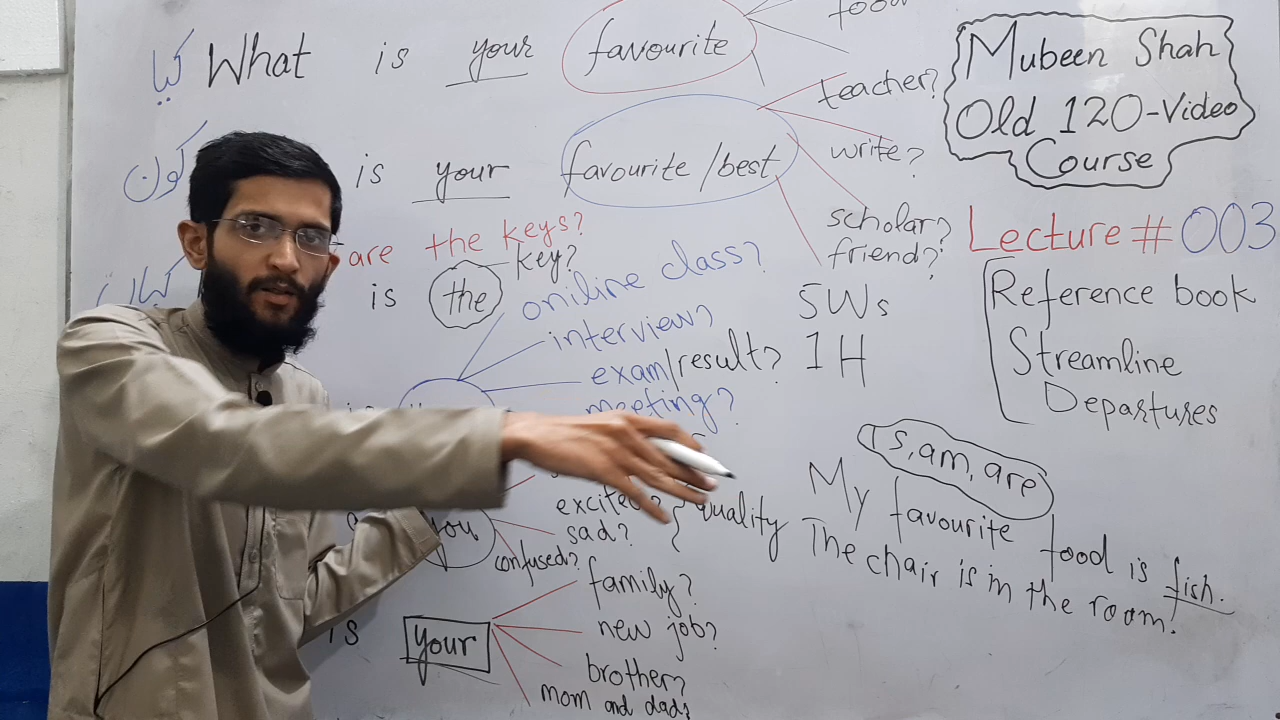 کیا What is your favourite food
teacher?
کون is your favourite/best write?
scholar?
friend?
are the keys?
is the key?
oniline class?
interview?
exam/result?
meeting?
excited?
you sad? quality
confused?
family?
is your new job?
brother?
mom and dad?
Mubeen Shah
Old 120-Video
Course
Lecture # 003
Reference book
Streamline
Departures
5Ws
1H
is, am, are
My favourite food is fish.
The chair is in the room.